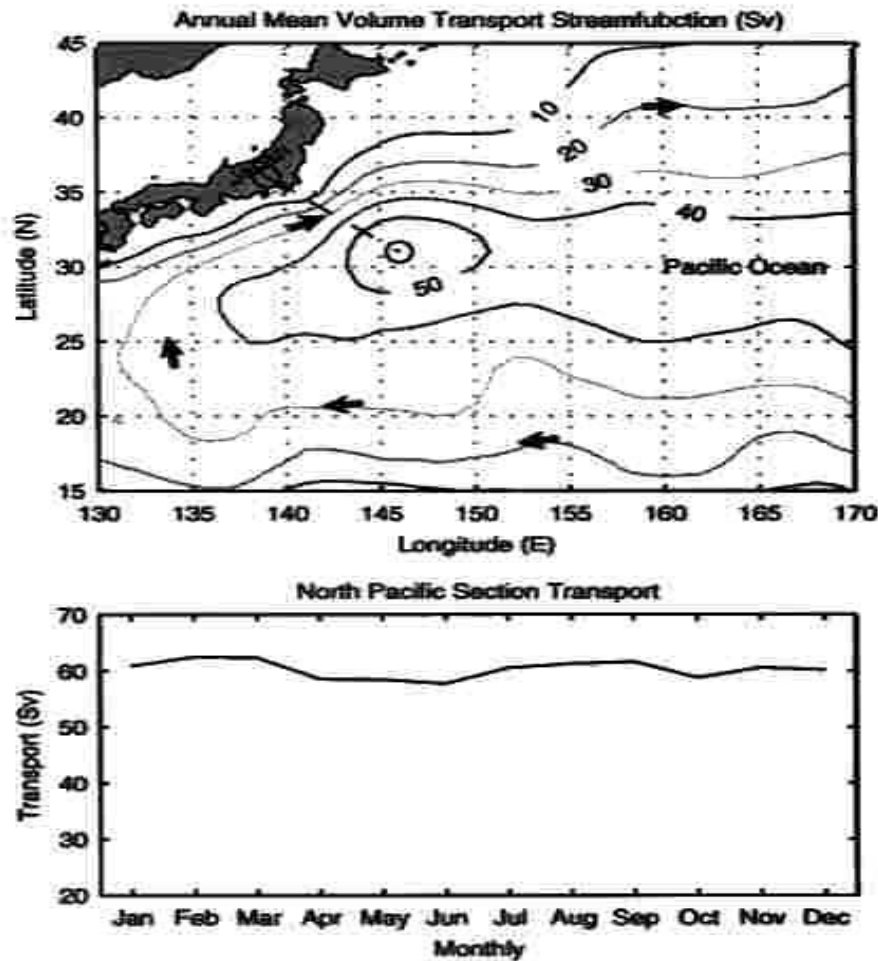 Annual Mean Volume Transport Streamfubction (Sv)
45
40
35
30
25
20
15
Latitude (N)
10
20
30
40
50
Pacific Ocean
130 135 140 145 150 155 160 165 170
Longitude (E)
North Pacific Section Transport
70
60
50
40
30
20
Transport (Sv)
Jan Feb Mar Apr May Jun Jul Aug Sep Oct Nov Dec
Monthly